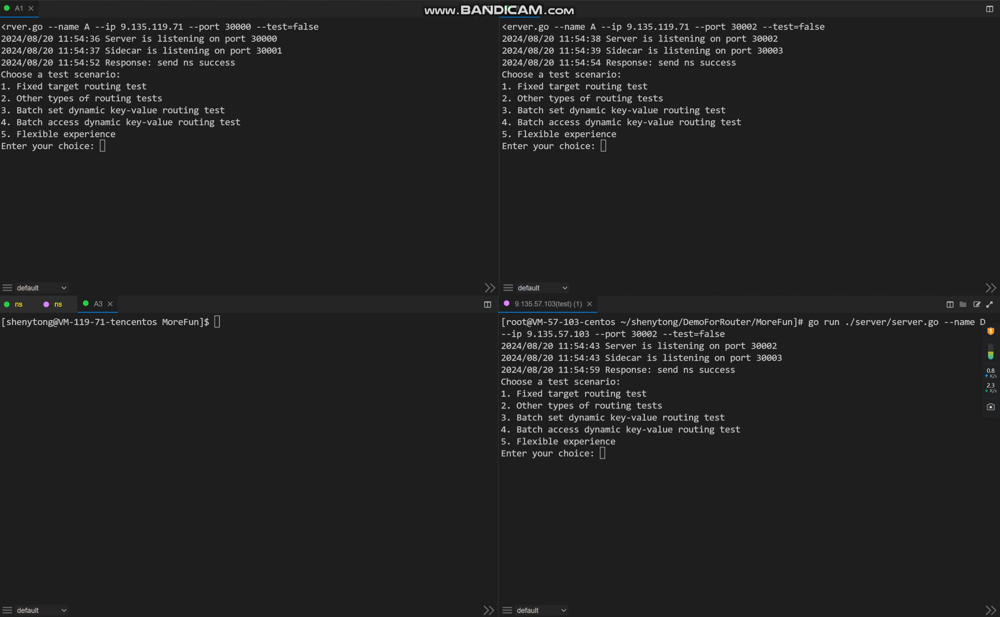 A1
www.BANDICAM.com
<rver.go --name A --ip 9.135.119.71 --port 30000 --test=false
2024/08/20 11:54:36 Server is listening on port 30000
2024/08/20 11:54:37 Sidecar is listening on port 30001
2024/08/20 11:54:52 Response: send ns success
Choose a test scenario:
1. Fixed target routing test
2. Other types of routing tests
3. Batch set dynamic key-value routing test
4. Batch access dynamic key-value routing test
5. Flexible experience
Enter your choice:
default
<erver.go --name A --ip 9.135.119.71 --port 30002 --test=false
2024/08/20 11:54:38 Server is listening on port 30002
2024/08/20 11:54:39 Sidecar is listening on port 30003
2024/08/20 11:54:54 Response: send ns success
Choose a test scenario:
1. Fixed target routing test
2. Other types of routing tests
3. Batch set dynamic key-value routing test
4. Batch access dynamic key-value routing test
5. Flexible experience
Enter your choice:
default
ns ns A3
[shenytong@VM-119-71-tencentos MoreFun]$
default
9.135.57.103(test) (1)
[root@VM-57-103-centos ~/shenytong/DemoForRouter/MoreFun]# go run ./server/server.go --name D
--ip 9.135.57.103 --port 30002 --test=false
2024/08/20 11:54:43 Server is listening on port 30002
2024/08/20 11:54:43 Sidecar is listening on port 30003
2024/08/20 11:54:59 Response: send ns success
Choose a test scenario:
1. Fixed target routing test
2. Other types of routing tests
3. Batch set dynamic key-value routing test
4. Batch access dynamic key-value routing test
5. Flexible experience
Enter your choice:
default
1
0.8
K/s
2.3
K/s